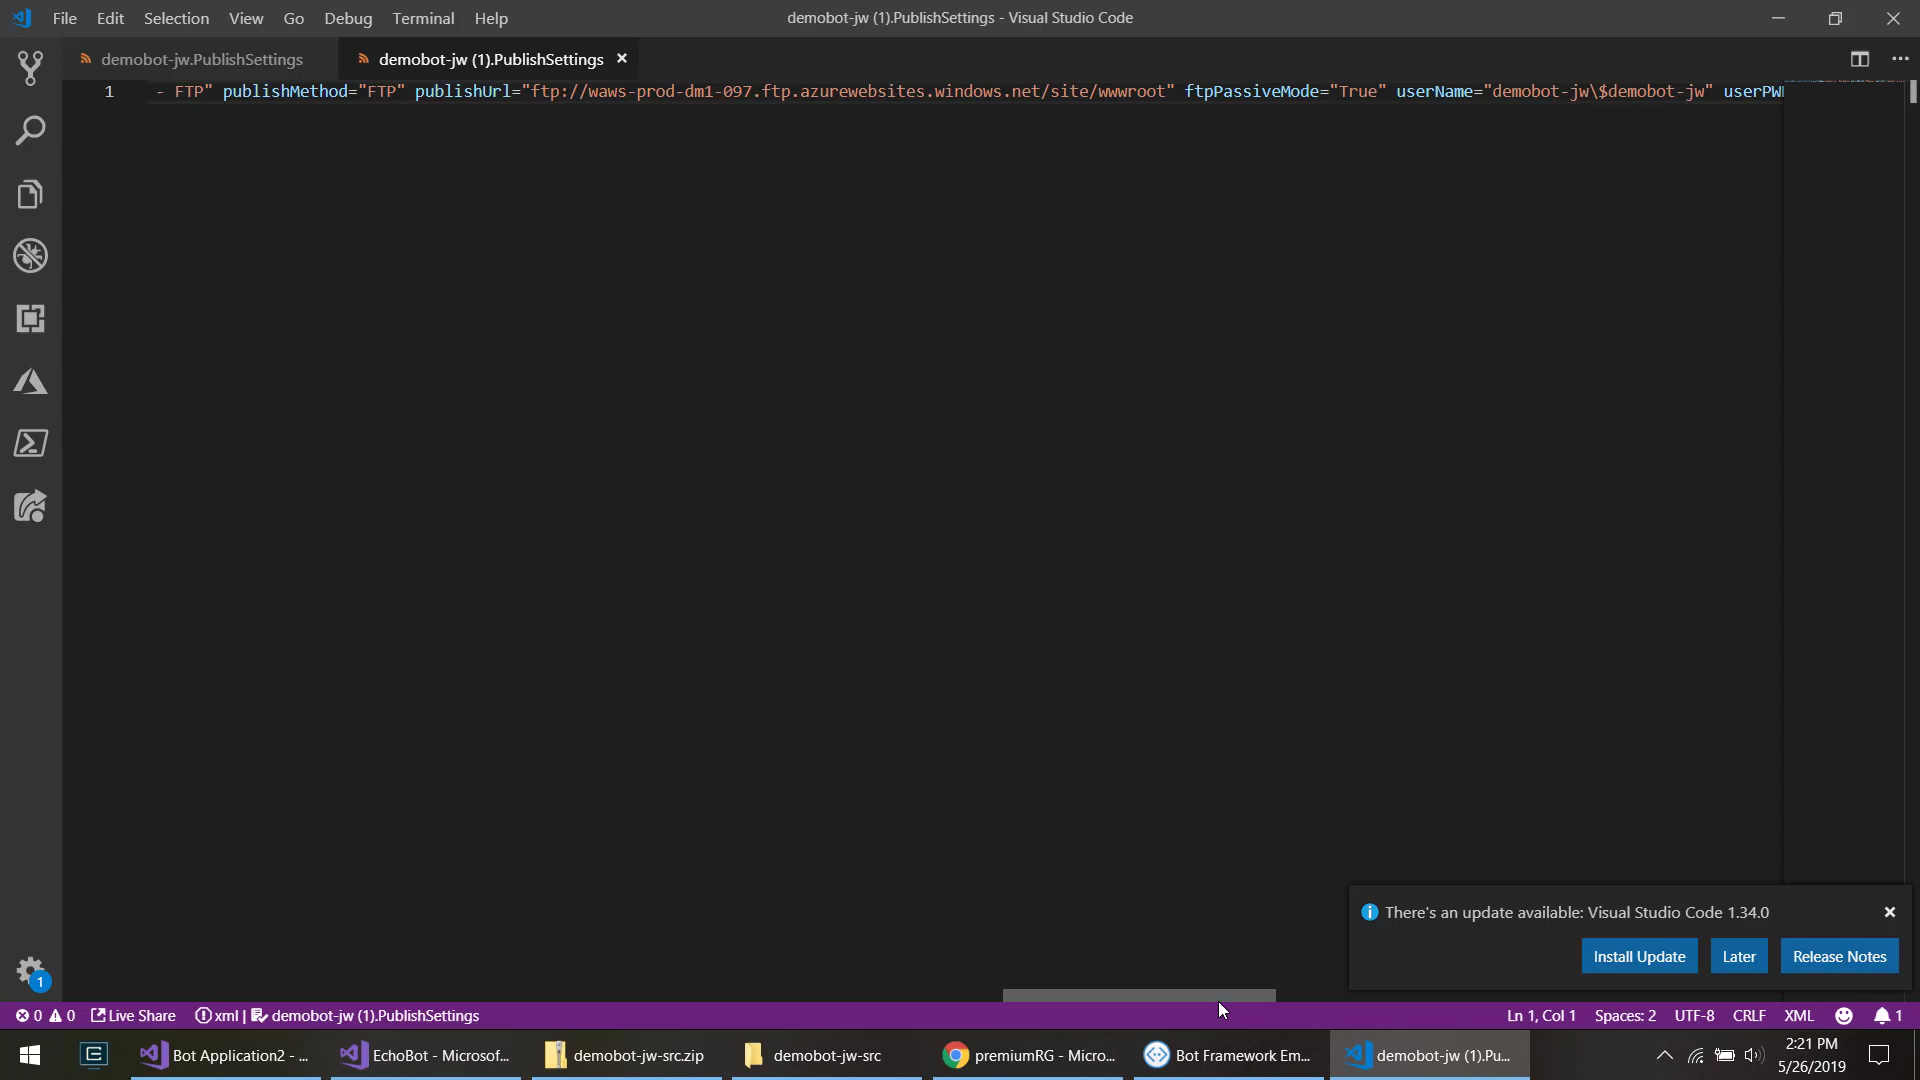 File Edit Selection View Go Debug Terminal Help
demobot-jw (1).PublishSettings - Visual Studio Code
demobot-jw.PublishSettings
demobot-jw (1).PublishSettings
1 - FTP" publishMethod="FTP" publishUrl="ftp://waws-prod-dm1-097.ftp.azurewebsites.windows.net/site/wwwroot" ftpPassiveMode="True" userName="demobot-jw\$demobot-jw" userPW
There's an update available: Visual Studio Code 1.34.0
Install Update Later Release Notes
1
0 0 Live Share xml | demobot-jw (1).PublishSettings Ln 1, Col 1 Spaces: 2 UTF-8 CRLF XML 1
Bot Application2 - ... EchoBot - Microsof... demobot-jw-src.zip demobot-jw-src premiumRG - Micro... Bot Framework Em... demobot-jw (1).Pu...
2:21 PM
5/26/2019